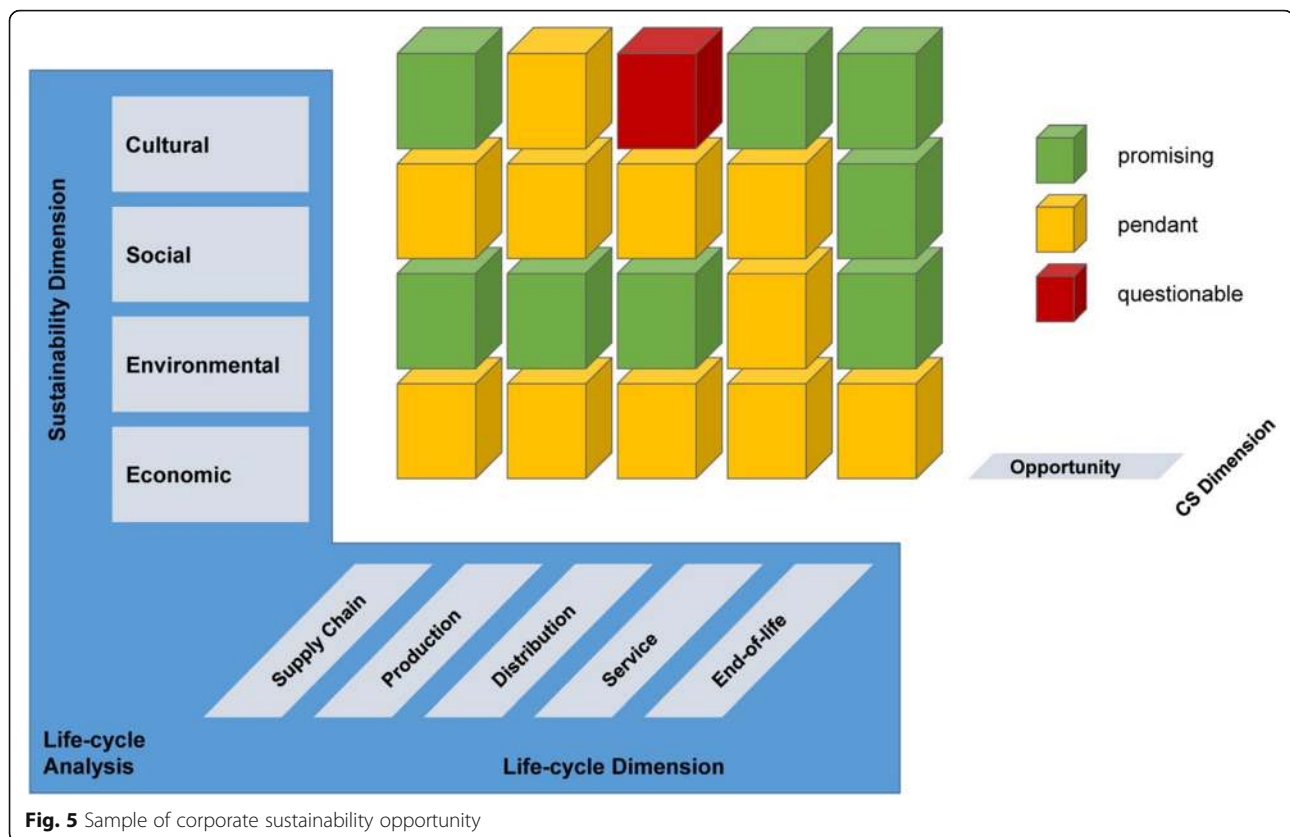 Sustainability Dimension
Cultural
Social
Environmental
Economic
promising
pendant
questionable
Opportunity
CS Dimension
Supply Chain
Production
Distribution
Service
End-of-life
Life-cycle
Analysis
Life-cycle Dimension
Fig. 5 Sample of corporate sustainability opportunity